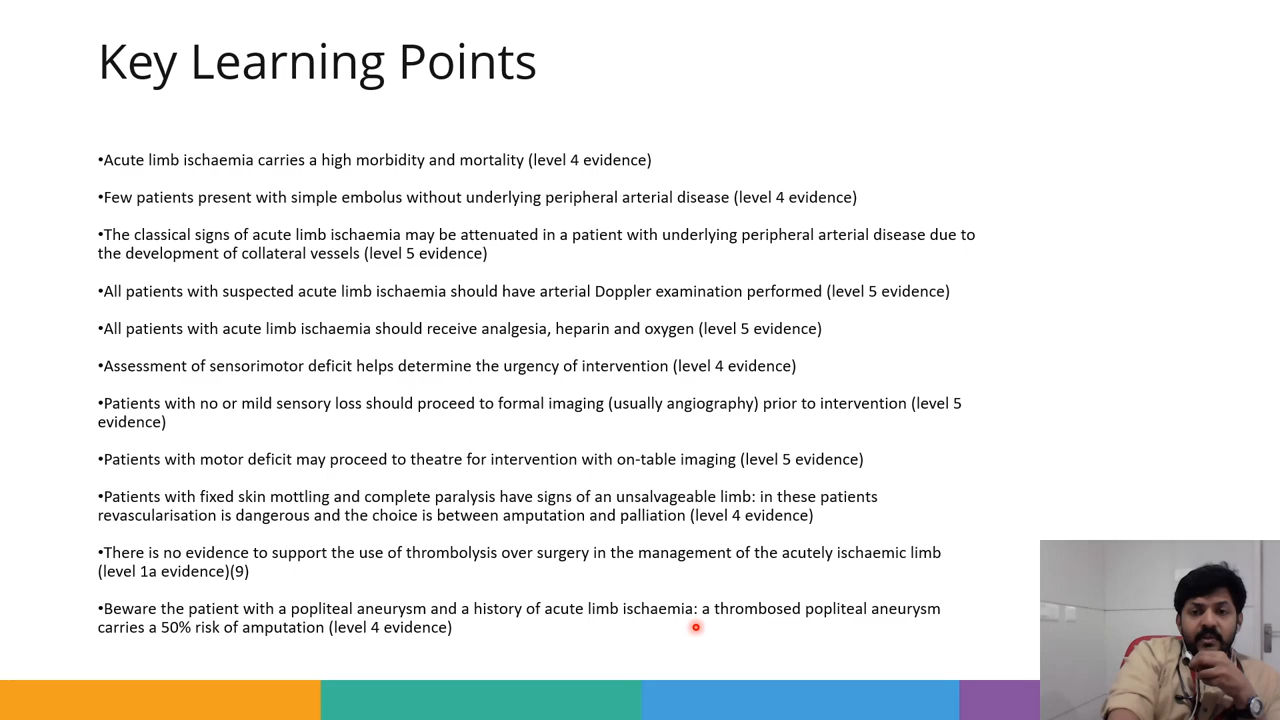 Key Learning Points
•Acute limb ischaemia carries a high morbidity and mortality (level 4 evidence)
•Few patients present with simple embolus without underlying peripheral arterial disease (level 4 evidence)
•The classical signs of acute limb ischaemia may be attenuated in a patient with underlying peripheral arterial disease due to
the development of collateral vessels (level 5 evidence)
•All patients with suspected acute limb ischaemia should have arterial Doppler examination performed (level 5 evidence)
•All patients with acute limb ischaemia should receive analgesia, heparin and oxygen (level 5 evidence)
•Assessment of sensorimotor deficit helps determine the urgency of intervention (level 4 evidence)
•Patients with no or mild sensory loss should proceed to formal imaging (usually angiography) prior to intervention (level 5
evidence)
•Patients with motor deficit may proceed to theatre for intervention with on-table imaging (level 5 evidence)
•Patients with fixed skin mottling and complete paralysis have signs of an unsalvageable limb: in these patients
revascularisation is dangerous and the choice is between amputation and palliation (level 4 evidence)
•There is no evidence to support the use of thrombolysis over surgery in the management of the acutely ischaemic limb
(level 1a evidence)(9)
•Beware the patient with a popliteal aneurysm and a history of acute limb ischaemia: a thrombosed popliteal aneurysm
carries a 50% risk of amputation (level 4 evidence)